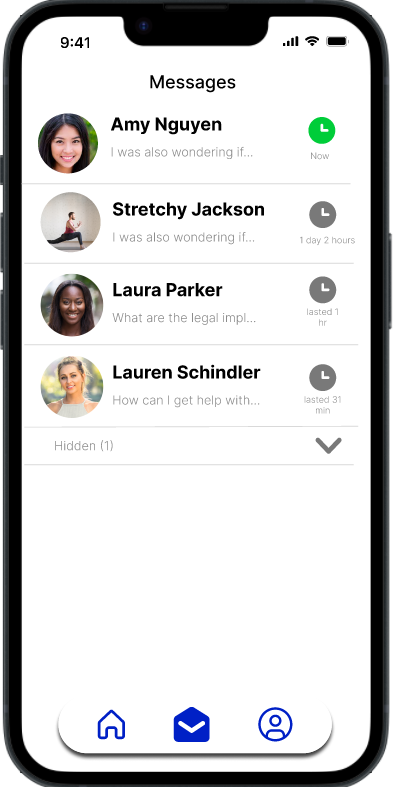 9:41
Messages
Amy Nguyen
I was also wondering if...
Now
Stretchy Jackson
I was also wondering if...
1 day 2 hours
Laura Parker
What are the legal impl...
lasted 1
hr
Lauren Schindler
How can I get help with...
lasted 31
min
Hidden (1)